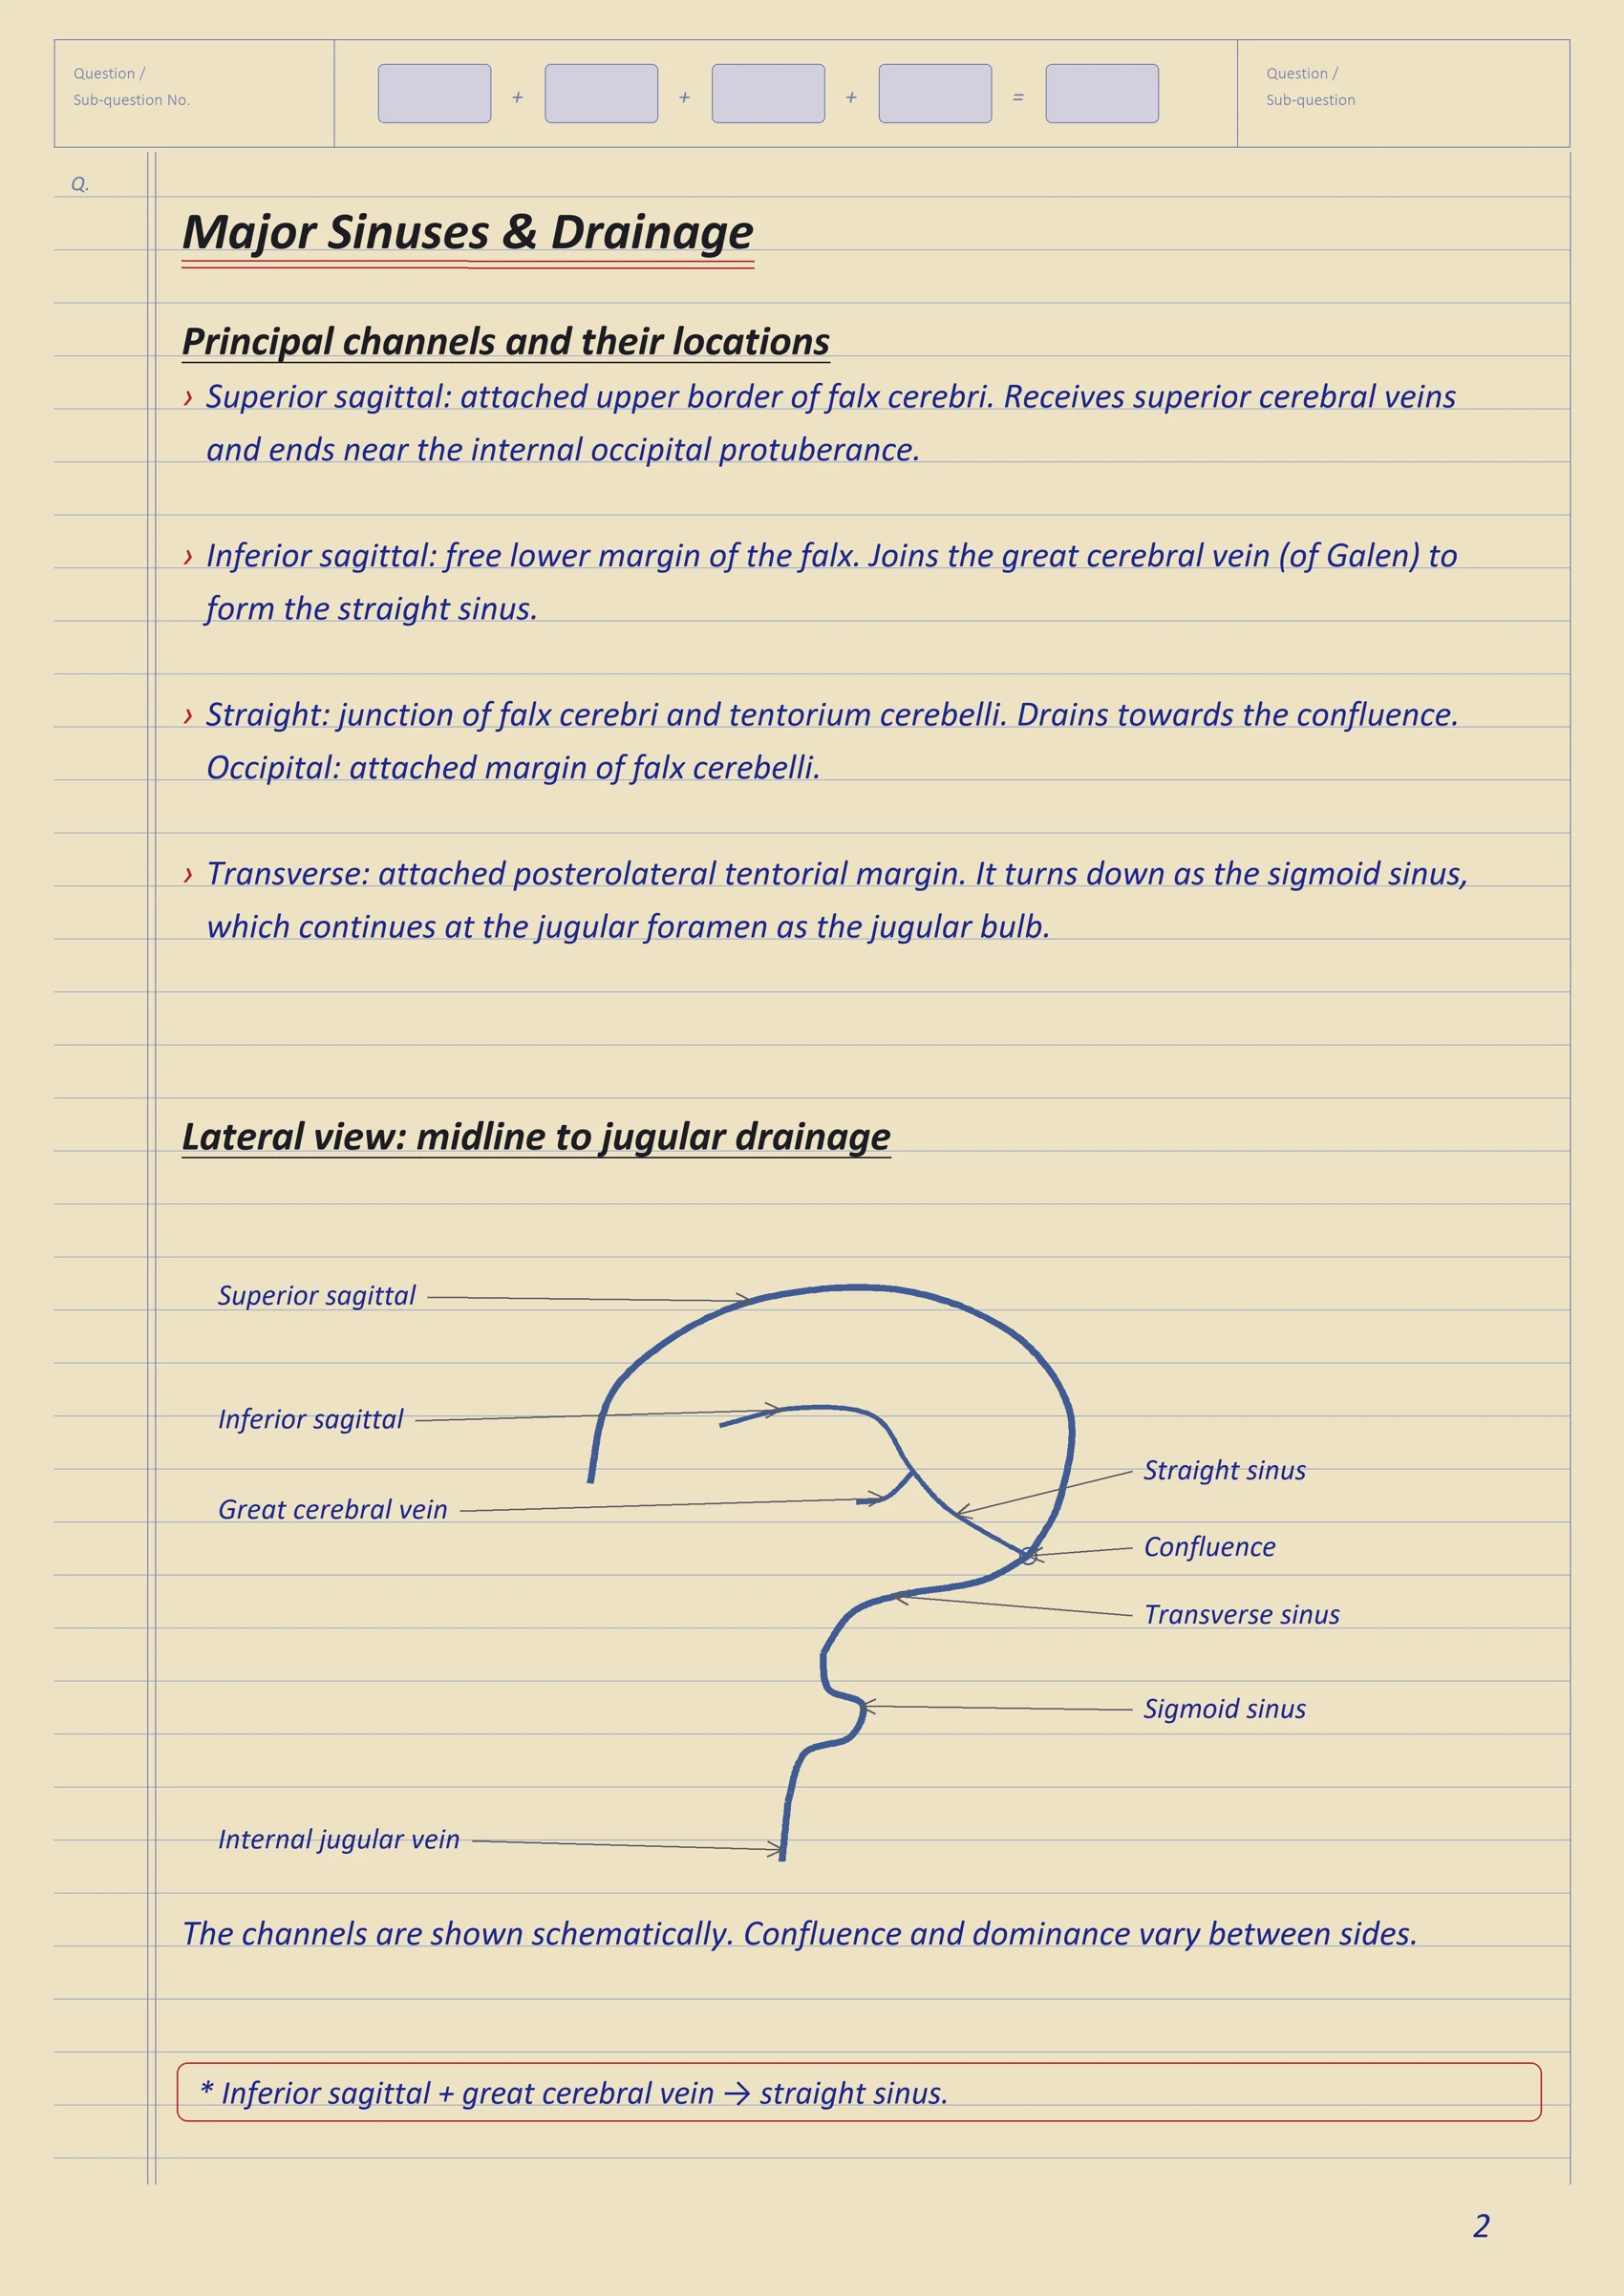 Question /
Sub-question No.
+ + + =
Question /
Sub-question
Q.
Major Sinuses & Drainage
Principal channels and their locations
› Superior sagittal: attached upper border of falx cerebri. Receives superior cerebral veins
and ends near the internal occipital protuberance.
› Inferior sagittal: free lower margin of the falx. Joins the great cerebral vein (of Galen) to
form the straight sinus.
› Straight: junction of falx cerebri and tentorium cerebelli. Drains towards the confluence.
Occipital: attached margin of falx cerebelli.
› Transverse: attached posterolateral tentorial margin. It turns down as the sigmoid sinus,
which continues at the jugular foramen as the jugular bulb.
Lateral view: midline to jugular drainage
Superior sagittal
Inferior sagittal
Straight sinus
Great cerebral vein
Confluence
Transverse sinus
Sigmoid sinus
Internal jugular vein
The channels are shown schematically. Confluence and dominance vary between sides.
* Inferior sagittal + great cerebral vein → straight sinus.
2